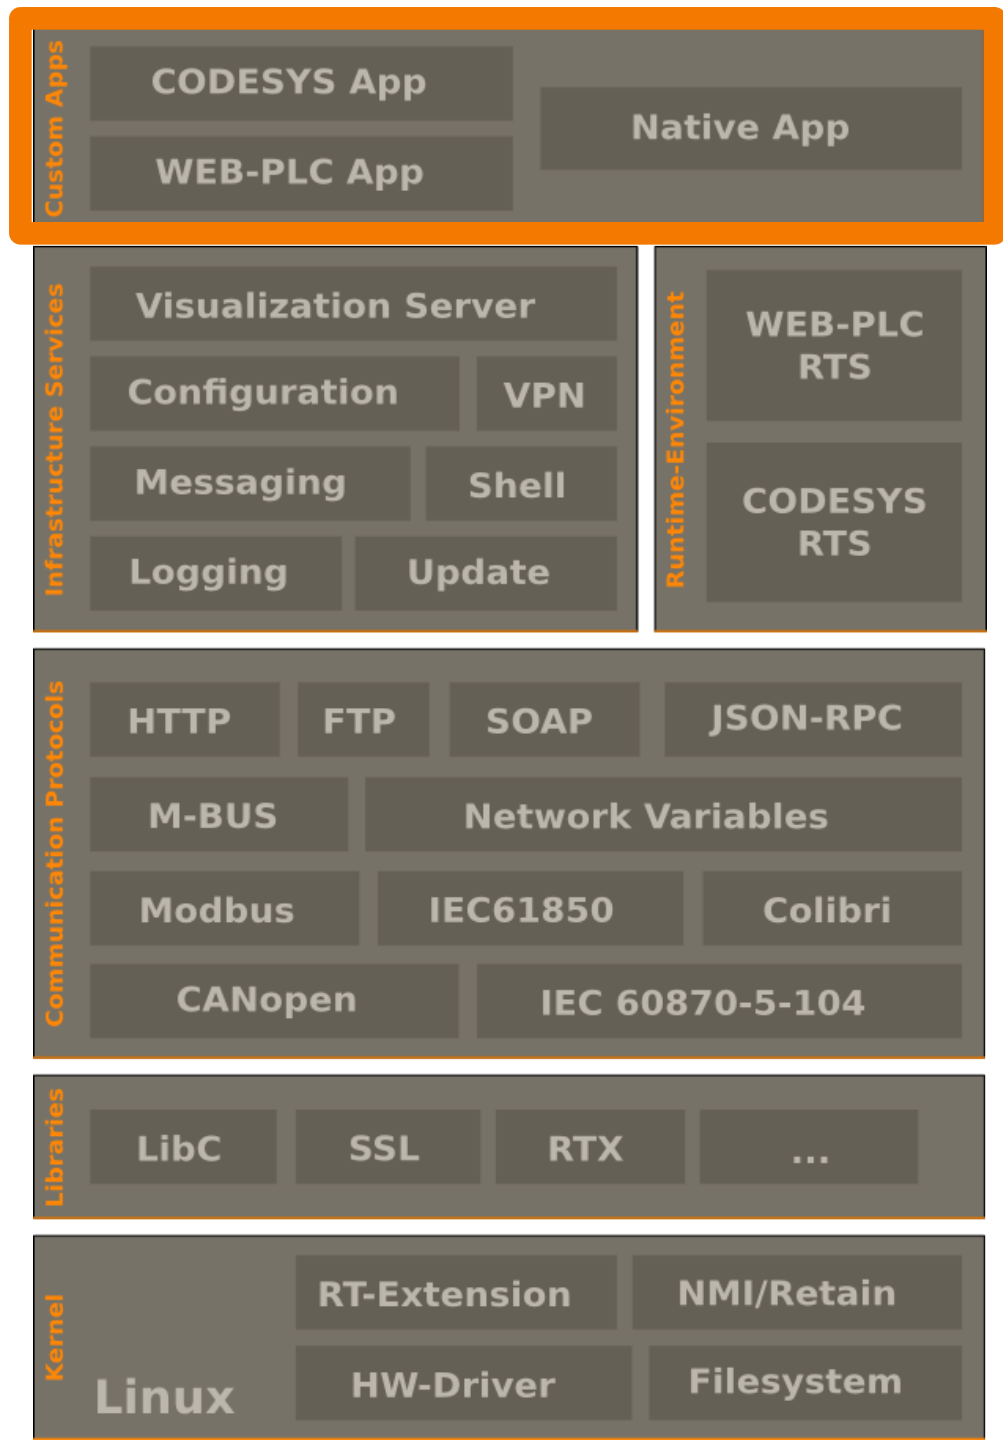 Custom Apps
CODESYS App
Native App
WEB-PLC App
Infrastructure Services
Visualization Server
Configuration
VPN
Messaging
Shell
Logging
Update
Runtime-Environment
WEB-PLC
RTS
CODESYS
RTS
Communication Protocols
HTTP
FTP
SOAP
JSON-RPC
M-BUS
Network Variables
Modbus
IEC61850
Colibri
CANopen
IEC 60870-5-104
Libraries
LibC
SSL
RTX
...
Kernel
Linux
RT-Extension
NMI/Retain
HW-Driver
Filesystem